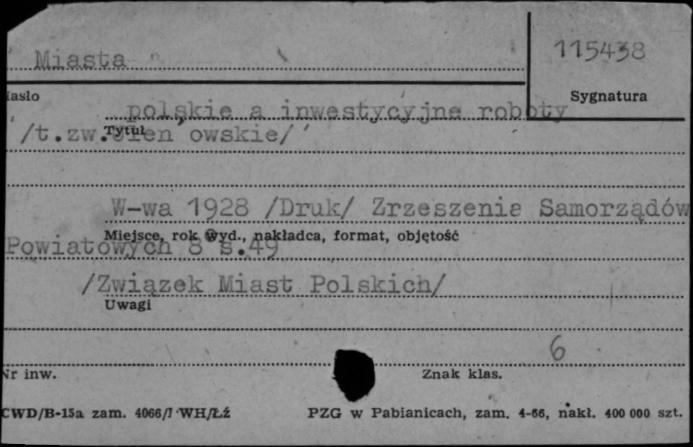 Miasta
115438
Hasło
Sygnatura
polskie a inwestycyjne roboty
Tytuł
/t.zw. owskie/
W-wa 1928 /Druk/ Zrzeszenie Samorządów
Miejsce, rok wyd., nakładca, format, objętość
Powiatowych 8 s.49
/Związek Miast Polskich/
Uwagi
6
Nr inw.
Znak klas.
CWD/B-15a zam. 4066/I WH/Łż
PZG w Pabianicach, zam. 4-66, nakł. 400 000 szt.